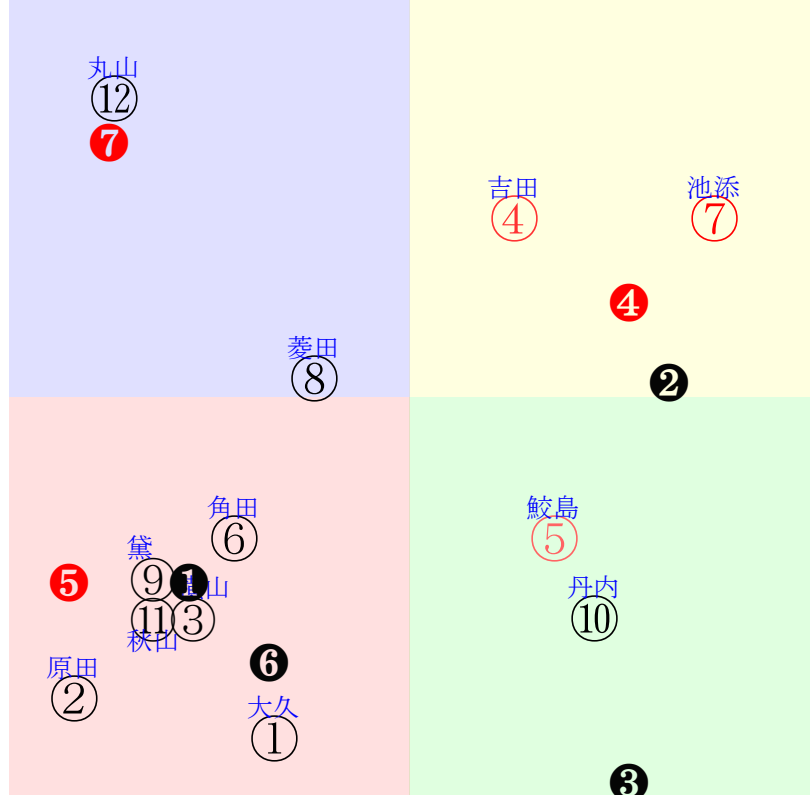 丸山
⑫
❼
吉田
④
池添
⑦
❹
菱田
⑧
❷
角田
⑥
鮫島
⑤
黛
⑨
❺
❶
山
⑪
③
秋山
丹内
⑩
原田
②
❻
大久
①
❸